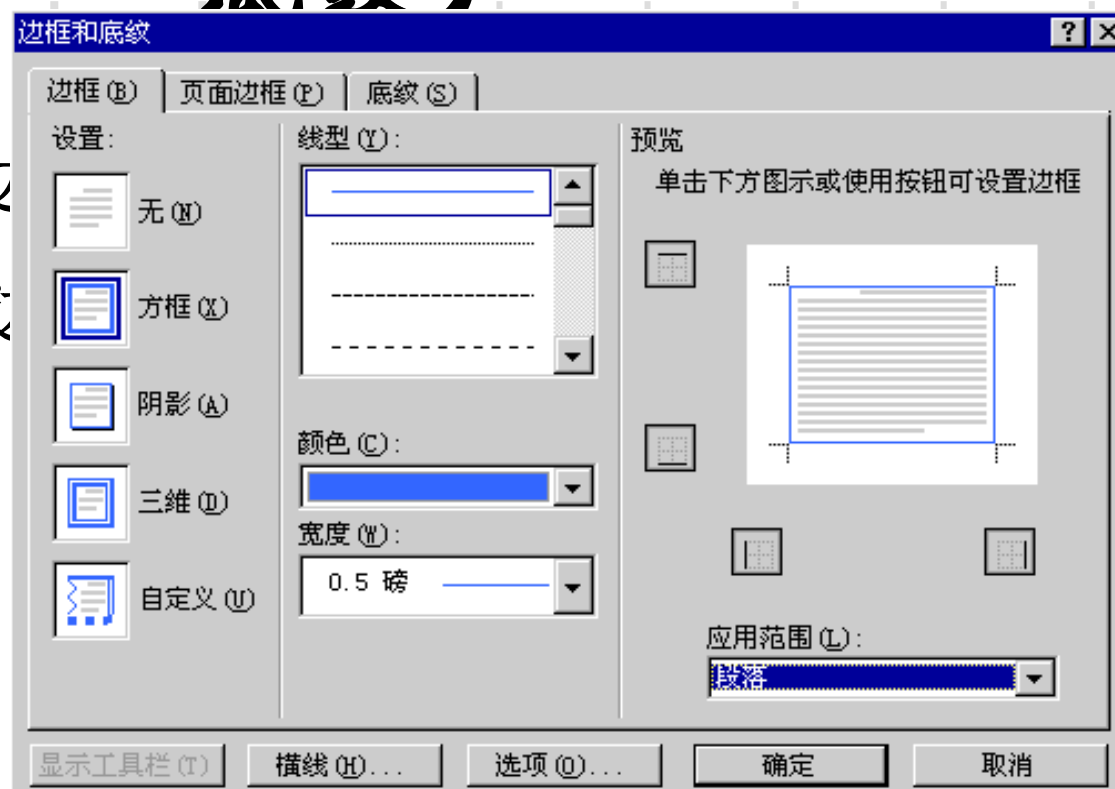 边框和底纹
边框(B) 页面边框(P) 底纹(S)
设置:
无(N)
方框(X)
阴影(A)
三维(D)
自定义(U)
线型(Y):
颜色(C):
宽度(W):
0.5 磅
预览
单击下方图示或使用按钮可设置边框
应用范围(L):
段落
显示工具栏(T) 横线(H)... 选项(O)... 确定 取消